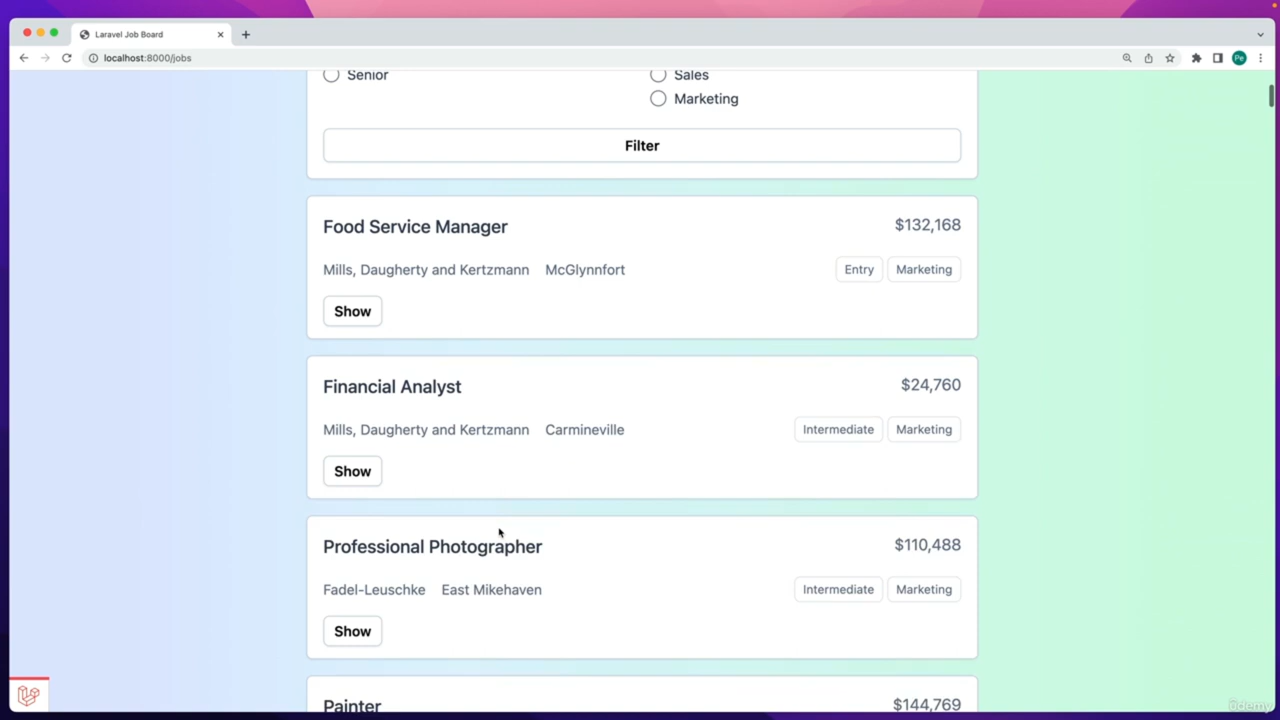 Laravel Job Board
localhost:8000/jobs
Pe
Senior
Sales
Marketing
Filter
Food Service Manager
$132,168
Mills, Daugherty and Kertzmann McGlynnfort
Entry Marketing
Show
Financial Analyst
$24,760
Mills, Daugherty and Kertzmann Carmineville
Intermediate Marketing
Show
Professional Photographer
$110,488
Fadel-Leuschke East Mikehaven
Intermediate Marketing
Show
Painter
$144,769
ûdemy